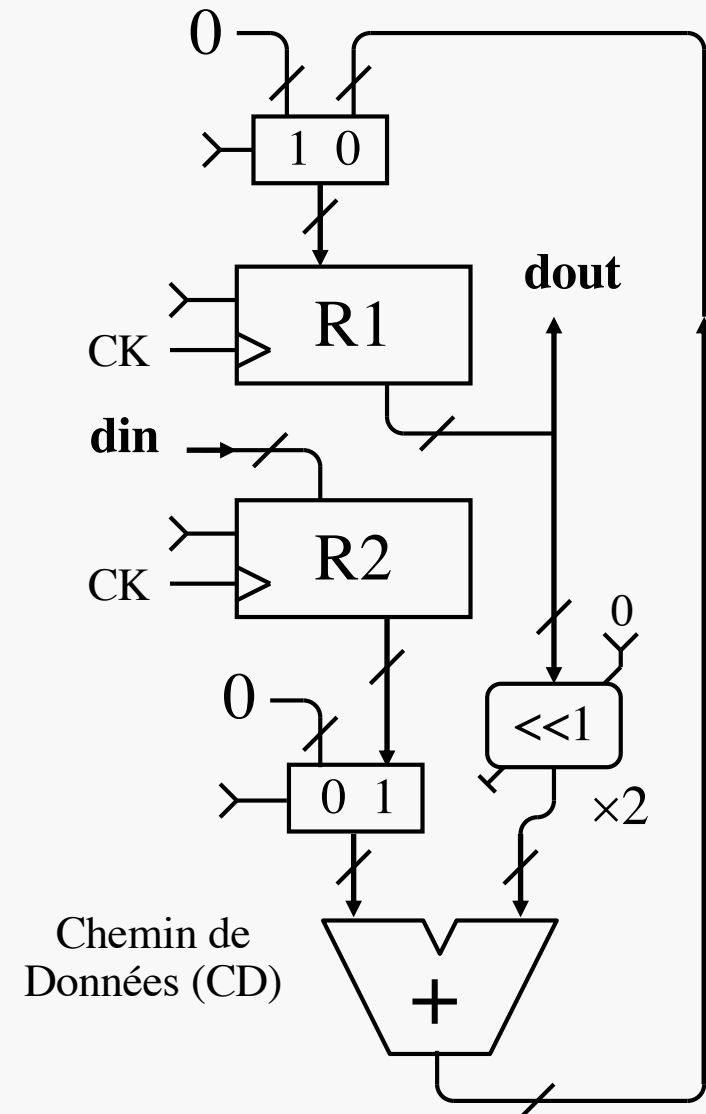 0
1 0
dout
R1
CK
din
R2
CK
0
0
<<1
0 1
×2
Chemin de
Données (CD)
+